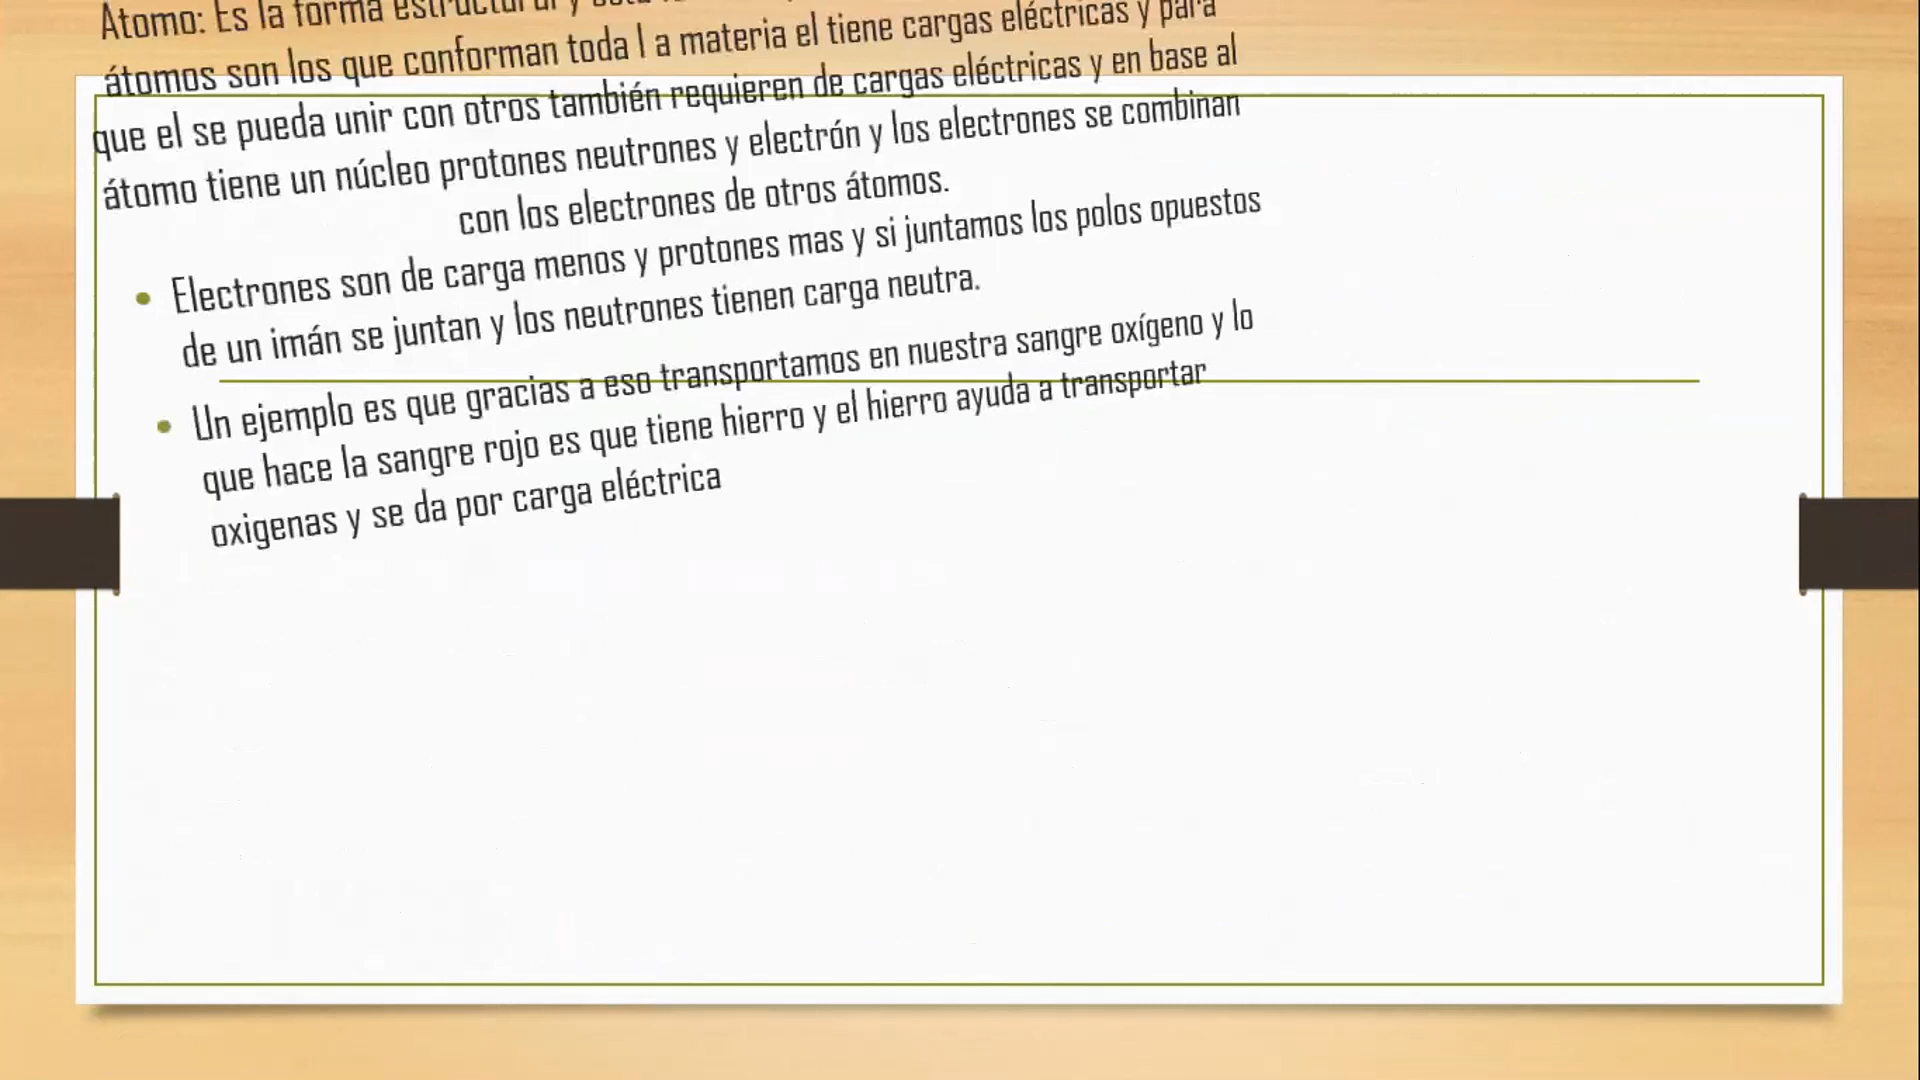 Átomo: Es la forma estructural y
átomos son los que conforman toda l a materia el tiene cargas eléctricas y para
que el se pueda unir con otros también requieren de cargas eléctricas y en base al
átomo tiene un núcleo protones neutrones y electrón y los electrones se combinan
con los electrones de otros átomos.
• Electrones son de carga menos y protones mas y si juntamos los polos opuestos
de un imán se juntan y los neutrones tienen carga neutra.
• Un ejemplo es que gracias a eso transportamos en nuestra sangre oxígeno y lo
que hace la sangre rojo es que tiene hierro y el hierro ayuda a transportar
oxigenas y se da por carga eléctrica